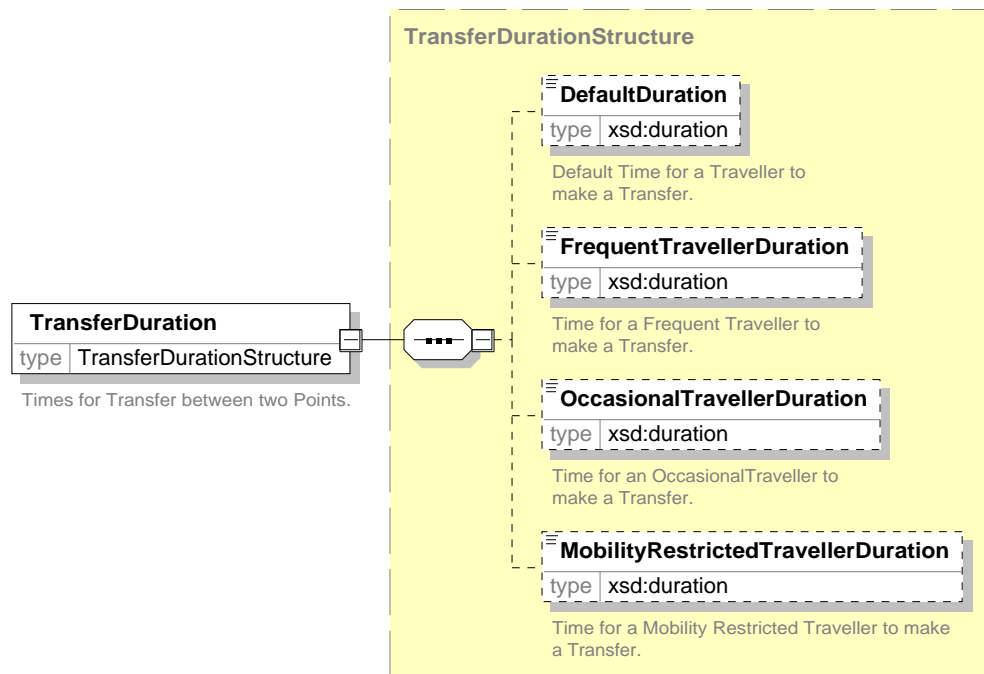 TransferDurationStructure
DefaultDuration
type xsd:duration
Default Time for a Traveller to
make a Transfer.
FrequentTravellerDuration
type xsd:duration
Time for a Frequent Traveller to
make a Transfer.
TransferDuration
type TransferDurationStructure
Times for Transfer between two Points.
OccasionalTravellerDuration
type xsd:duration
Time for an OccasionalTraveller to
make a Transfer.
MobilityRestrictedTravellerDuration
type xsd:duration
Time for a Mobility Restricted Traveller to make
a Transfer.